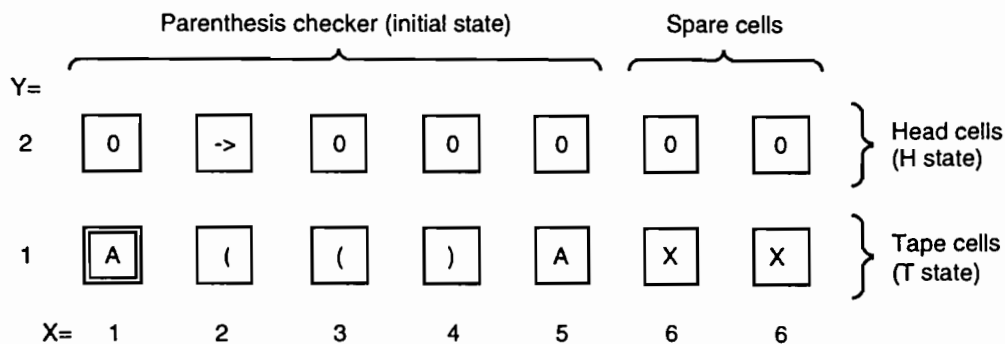 Parenthesis checker (initial state) Spare cells
Y=
2 0 -> 0 0 0 0 0 Head cells
(H state)
1 A ( ( ) A X X Tape cells
(T state)
X= 1 2 3 4 5 6 6